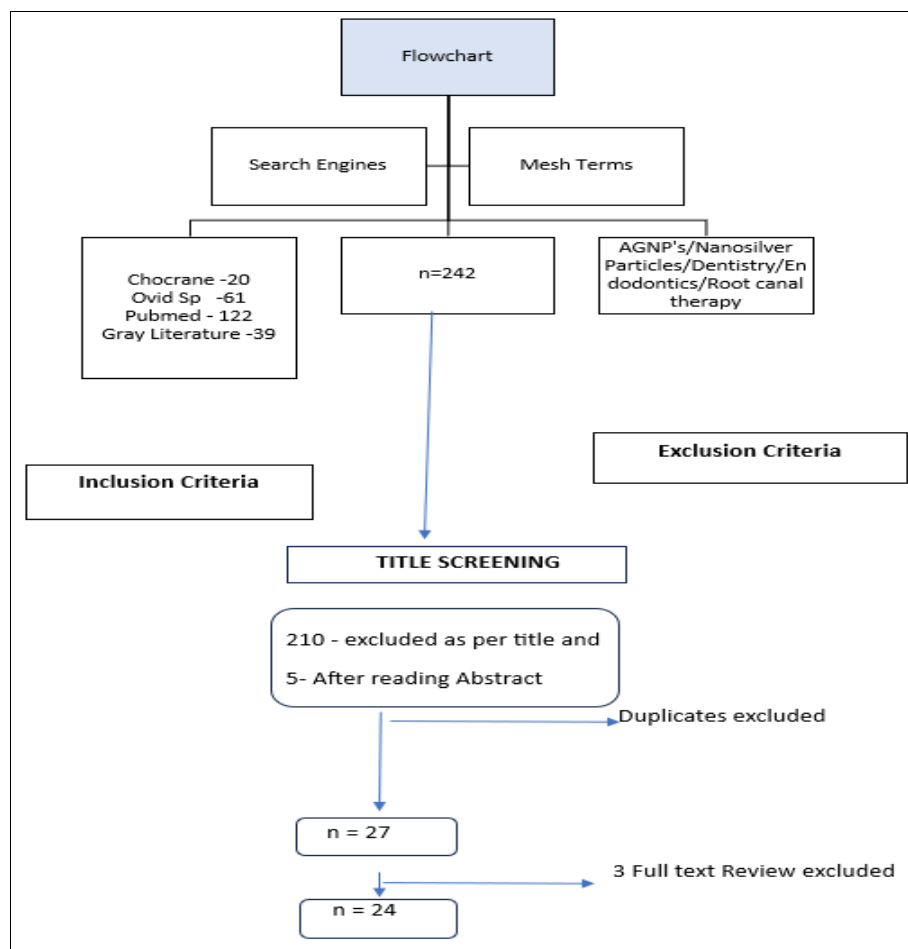 Flowchart
Search Engines
Mesh Terms
Chocrane -20
Ovid Sp -61
Pubmed - 122
Gray Literature -39
n=242
AGNP's/Nanosilver
Particles/Dentistry/En
dodontics/Root canal
therapy
Inclusion Criteria
Exclusion Criteria
TITLE SCREENING
210 - excluded as per title and
5- After reading Abstract
Duplicates excluded
n = 27
3 Full text Review excluded
n = 24